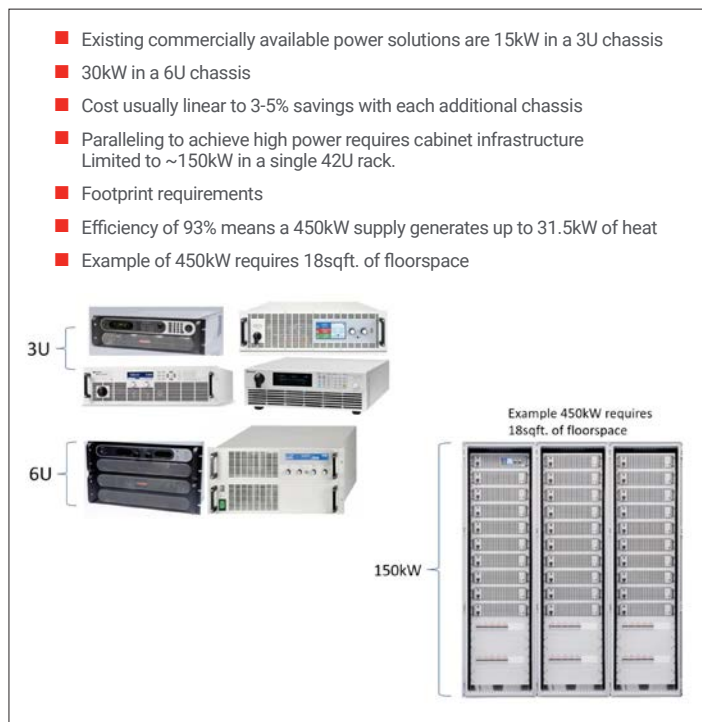 Existing commercially available power solutions are 15kW in a 3U chassis
30kW in a 6U chassis
Cost usually linear to 3-5% savings with each additional chassis
Paralleling to achieve high power requires cabinet infrastructure
Limited to ~150kW in a single 42U rack.
Footprint requirements
Efficiency of 93% means a 450kW supply generates up to 31.5kW of heat
Example of 450kW requires 18sqft. of floorspace
3U
6U
Example 450kW requires
18sqft. of floorspace
150kW